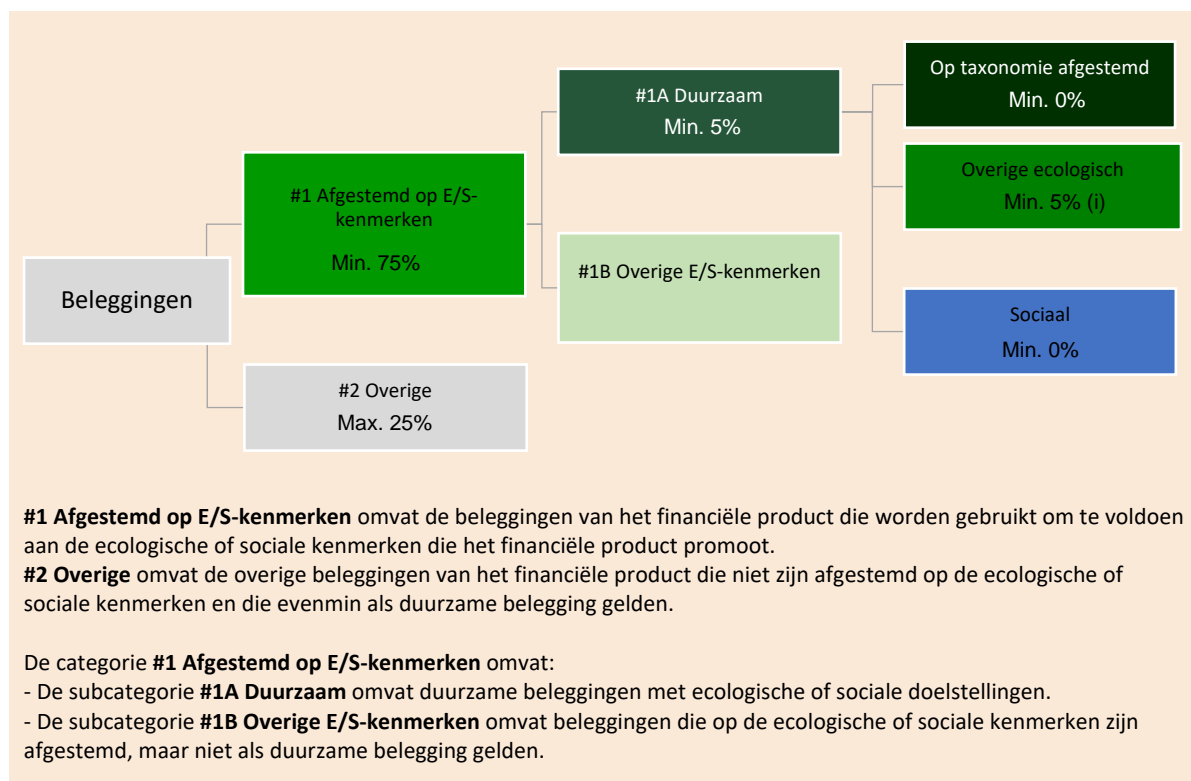 Beleggingen
#1 Afgestemd op E/S-
kenmerken
Min. 75%
#2 Overige
Max. 25%
#1A Duurzaam
Min. 5%
#1B Overige E/S-kenmerken
Op taxonomie afgestemd
Min. 0%
Overige ecologisch
Min. 5% (i)
Sociaal
Min. 0%
#1 Afgestemd op E/S-kenmerken omvat de beleggingen van het financiële product die worden gebruikt om te voldoen
aan de ecologische of sociale kenmerken die het financiële product promoot.
#2 Overige omvat de overige beleggingen van het financiële product die niet zijn afgestemd op de ecologische of
sociale kenmerken en die evenmin als duurzame belegging gelden.
De categorie #1 Afgestemd op E/S-kenmerken omvat:
- De subcategorie #1A Duurzaam omvat duurzame beleggingen met ecologische of sociale doelstellingen.
- De subcategorie #1B Overige E/S-kenmerken omvat beleggingen die op de ecologische of sociale kenmerken zijn
afgestemd, maar niet als duurzame belegging gelden.